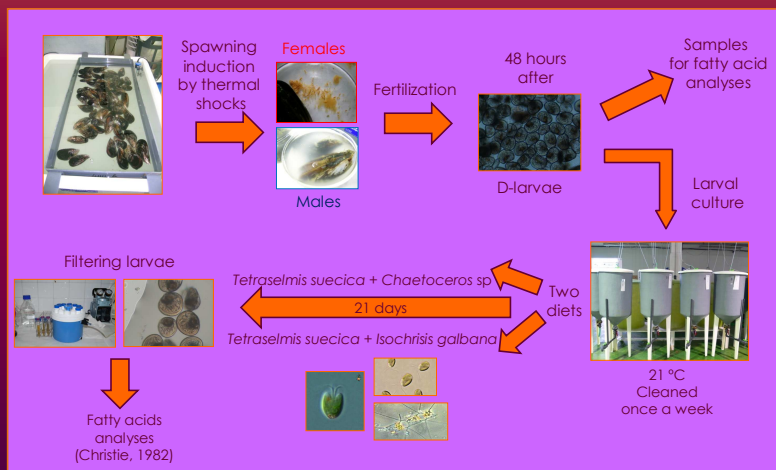 Spawning
induction
by thermal
shocks
Females
Males
Fertilization
48 hours
after
D-larvae
Samples
for fatty acid
analyses
Larval
culture
21 ºC
Cleaned
once a week
Two
diets
Tetraselmis suecica + Chaetoceros sp
21 days
Tetraselmis suecica + Isochrisis galbana
Filtering larvae
Fatty acids
analyses
(Christie, 1982)